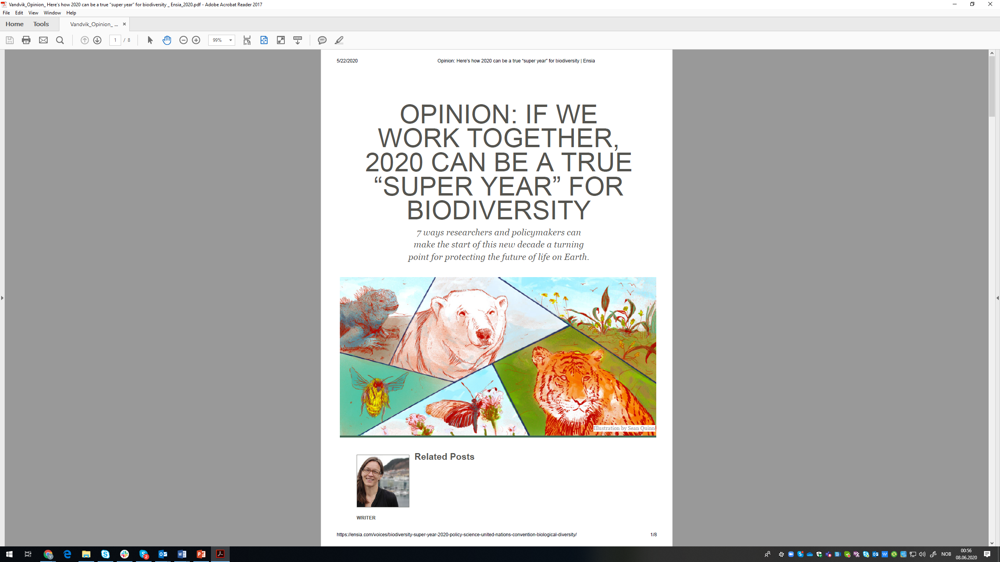 Vandvik_Opinion_ Here’s how 2020 can be a true “super year” for biodiversity _ Ensia_2020.pdf - Adobe Acrobat Reader 2017
File Edit View Window Help
Home Tools Vandvik_Opinion_ ...
1 / 8 99%
5/22/2020 Opinion: Here’s how 2020 can be a true “super year” for biodiversity | Ensia
OPINION: IF WE
WORK TOGETHER,
2020 CAN BE A TRUE
“SUPER YEAR” FOR
BIODIVERSITY
7 ways researchers and policymakers can
make the start of this new decade a turning
point for protecting the future of life on Earth.
Illustration by Sean Quinn
Related Posts
WRITER
https://ensia.com/voices/biodiversity-super-year-2020-policy-science-united-nations-convention-biological-diversity/ 1/8
NOB
00:56
08.06.2020